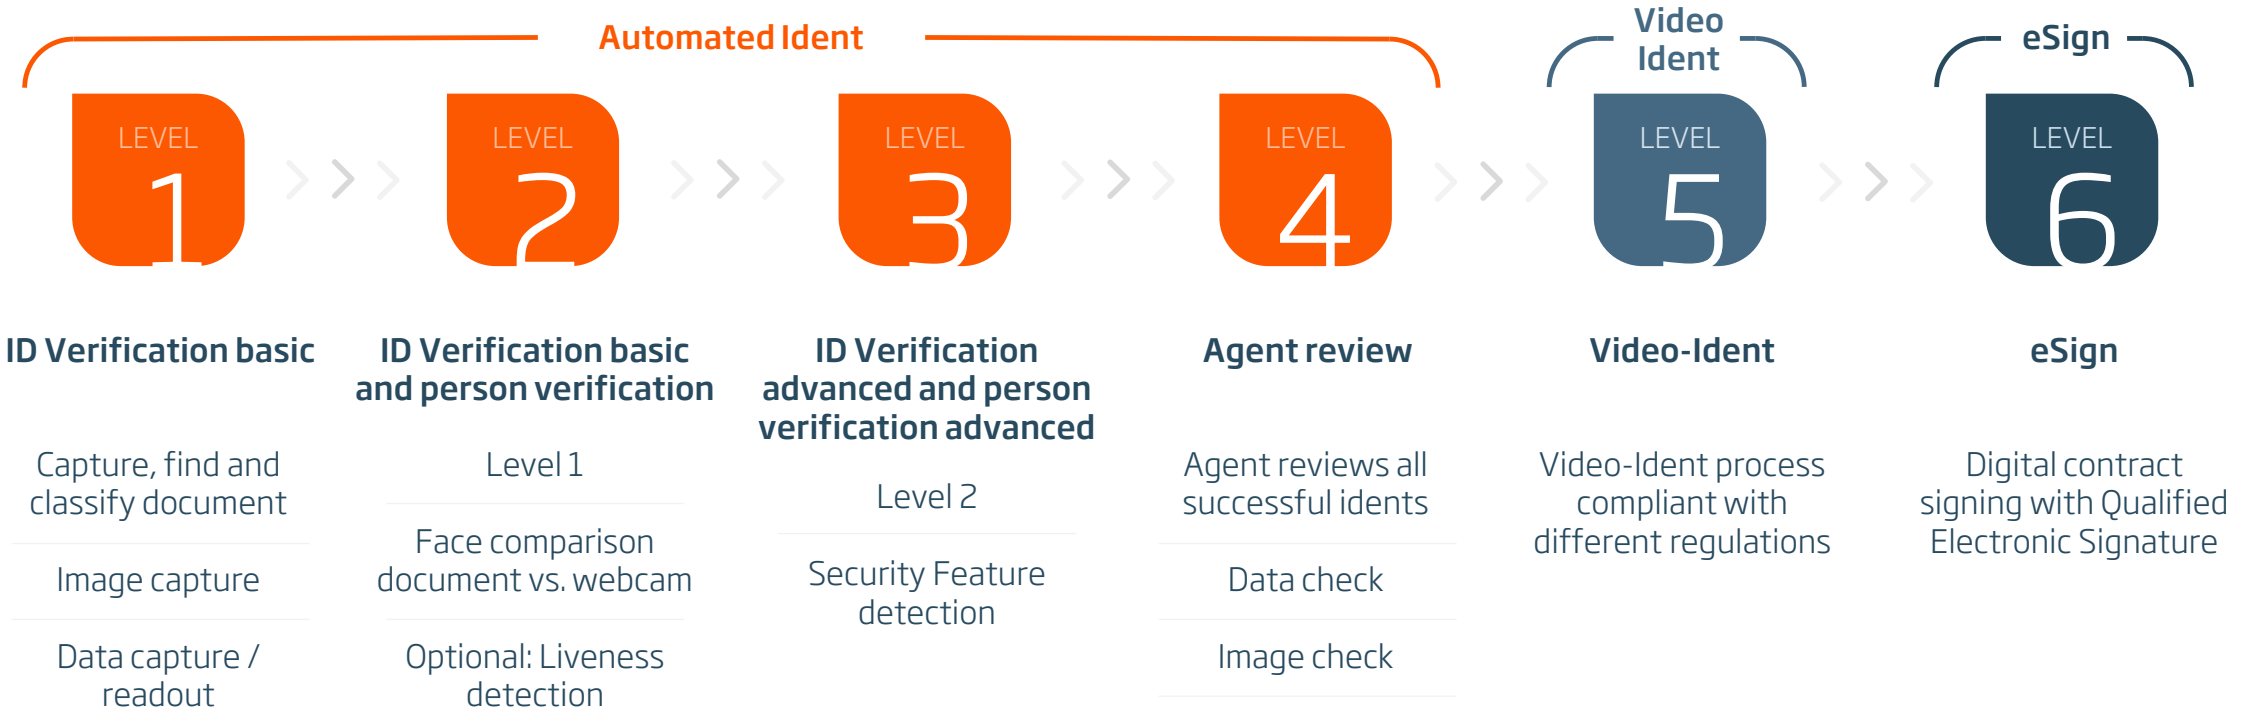 Automated Ident
Video
Ident
eSign
LEVEL
1
LEVEL
2
LEVEL
3
LEVEL
4
LEVEL
5
LEVEL
6
ID Verification basic
Capture, find and
classify document
Image capture
Data capture /
readout
ID Verification basic
and person verification
Level 1
Face comparison
document vs. webcam
Optional: Liveness
detection
ID Verification
advanced and person
verification advanced
Level 2
Security Feature
detection
Agent review
Agent reviews all
successful idents
Data check
Image check
Video-Ident
Video-Ident process
compliant with
different regulations
eSign
Digital contract
signing with Qualified
Electronic Signature